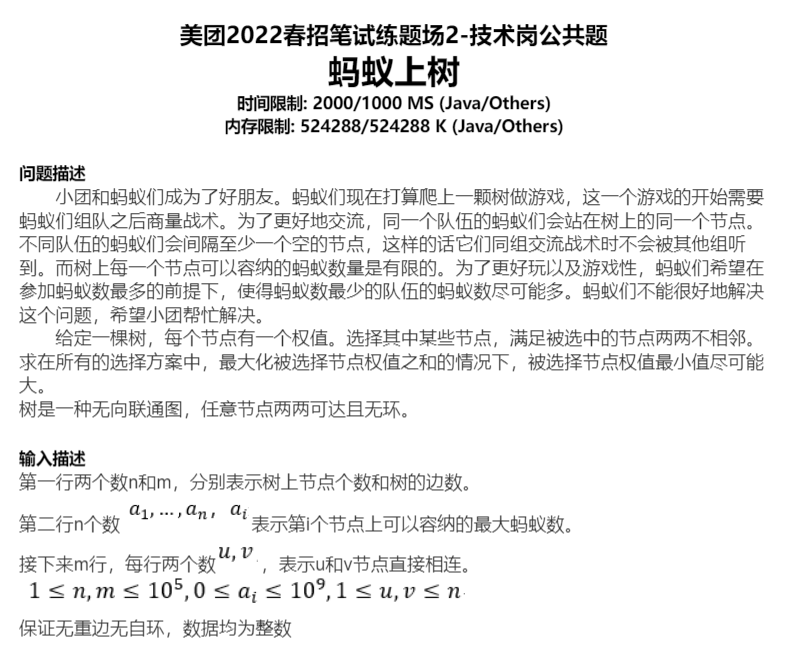 美团2022春招笔试练题场2-技术岗公共题
蚂蚁上树
时间限制: 2000/1000 MS (Java/Others)
内存限制: 524288/524288 K (Java/Others)
问题描述
小团和蚂蚁们成为了好朋友。蚂蚁们现在打算爬上一颗树做游戏，这一个游戏的开始需要
蚂蚁们组队之后商量战术。为了更好地交流，同一个队伍的蚂蚁们会站在树上的同一个节点。
不同队伍的蚂蚁们会间隔至少一个空的节点，这样的话它们同组交流战术时不会被其他组听
到。而树上每一个节点可以容纳的蚂蚁数量是有限的。为了更好玩以及游戏性，蚂蚁们希望在
参加蚂蚁数最多的前提下，使得蚂蚁数最少的队伍的蚂蚁数尽可能多。蚂蚁们不能很好地解决
这个问题，希望小团帮忙解决。
给定一棵树，每个节点有一个权值。选择其中某些节点，满足被选中的节点两两不相邻。
求在所有的选择方案中，最大化被选择节点权值之和的情况下，被选择节点权值最小值尽可能
大。
树是一种无向联通图，任意节点两两可达且无环。
输入描述
第一行两个数n和m，分别表示树上节点个数和树的边数。
第二行n个数 a₁, …, aₙ, aᵢ 表示第i个节点上可以容纳的最大蚂蚁数。
接下来m行，每行两个数 u, v ，表示u和v节点直接相连。
1 ≤ n, m ≤ 10⁵, 0 ≤ aᵢ ≤ 10⁹, 1 ≤ u, v ≤ n
保证无重边无自环，数据均为整数